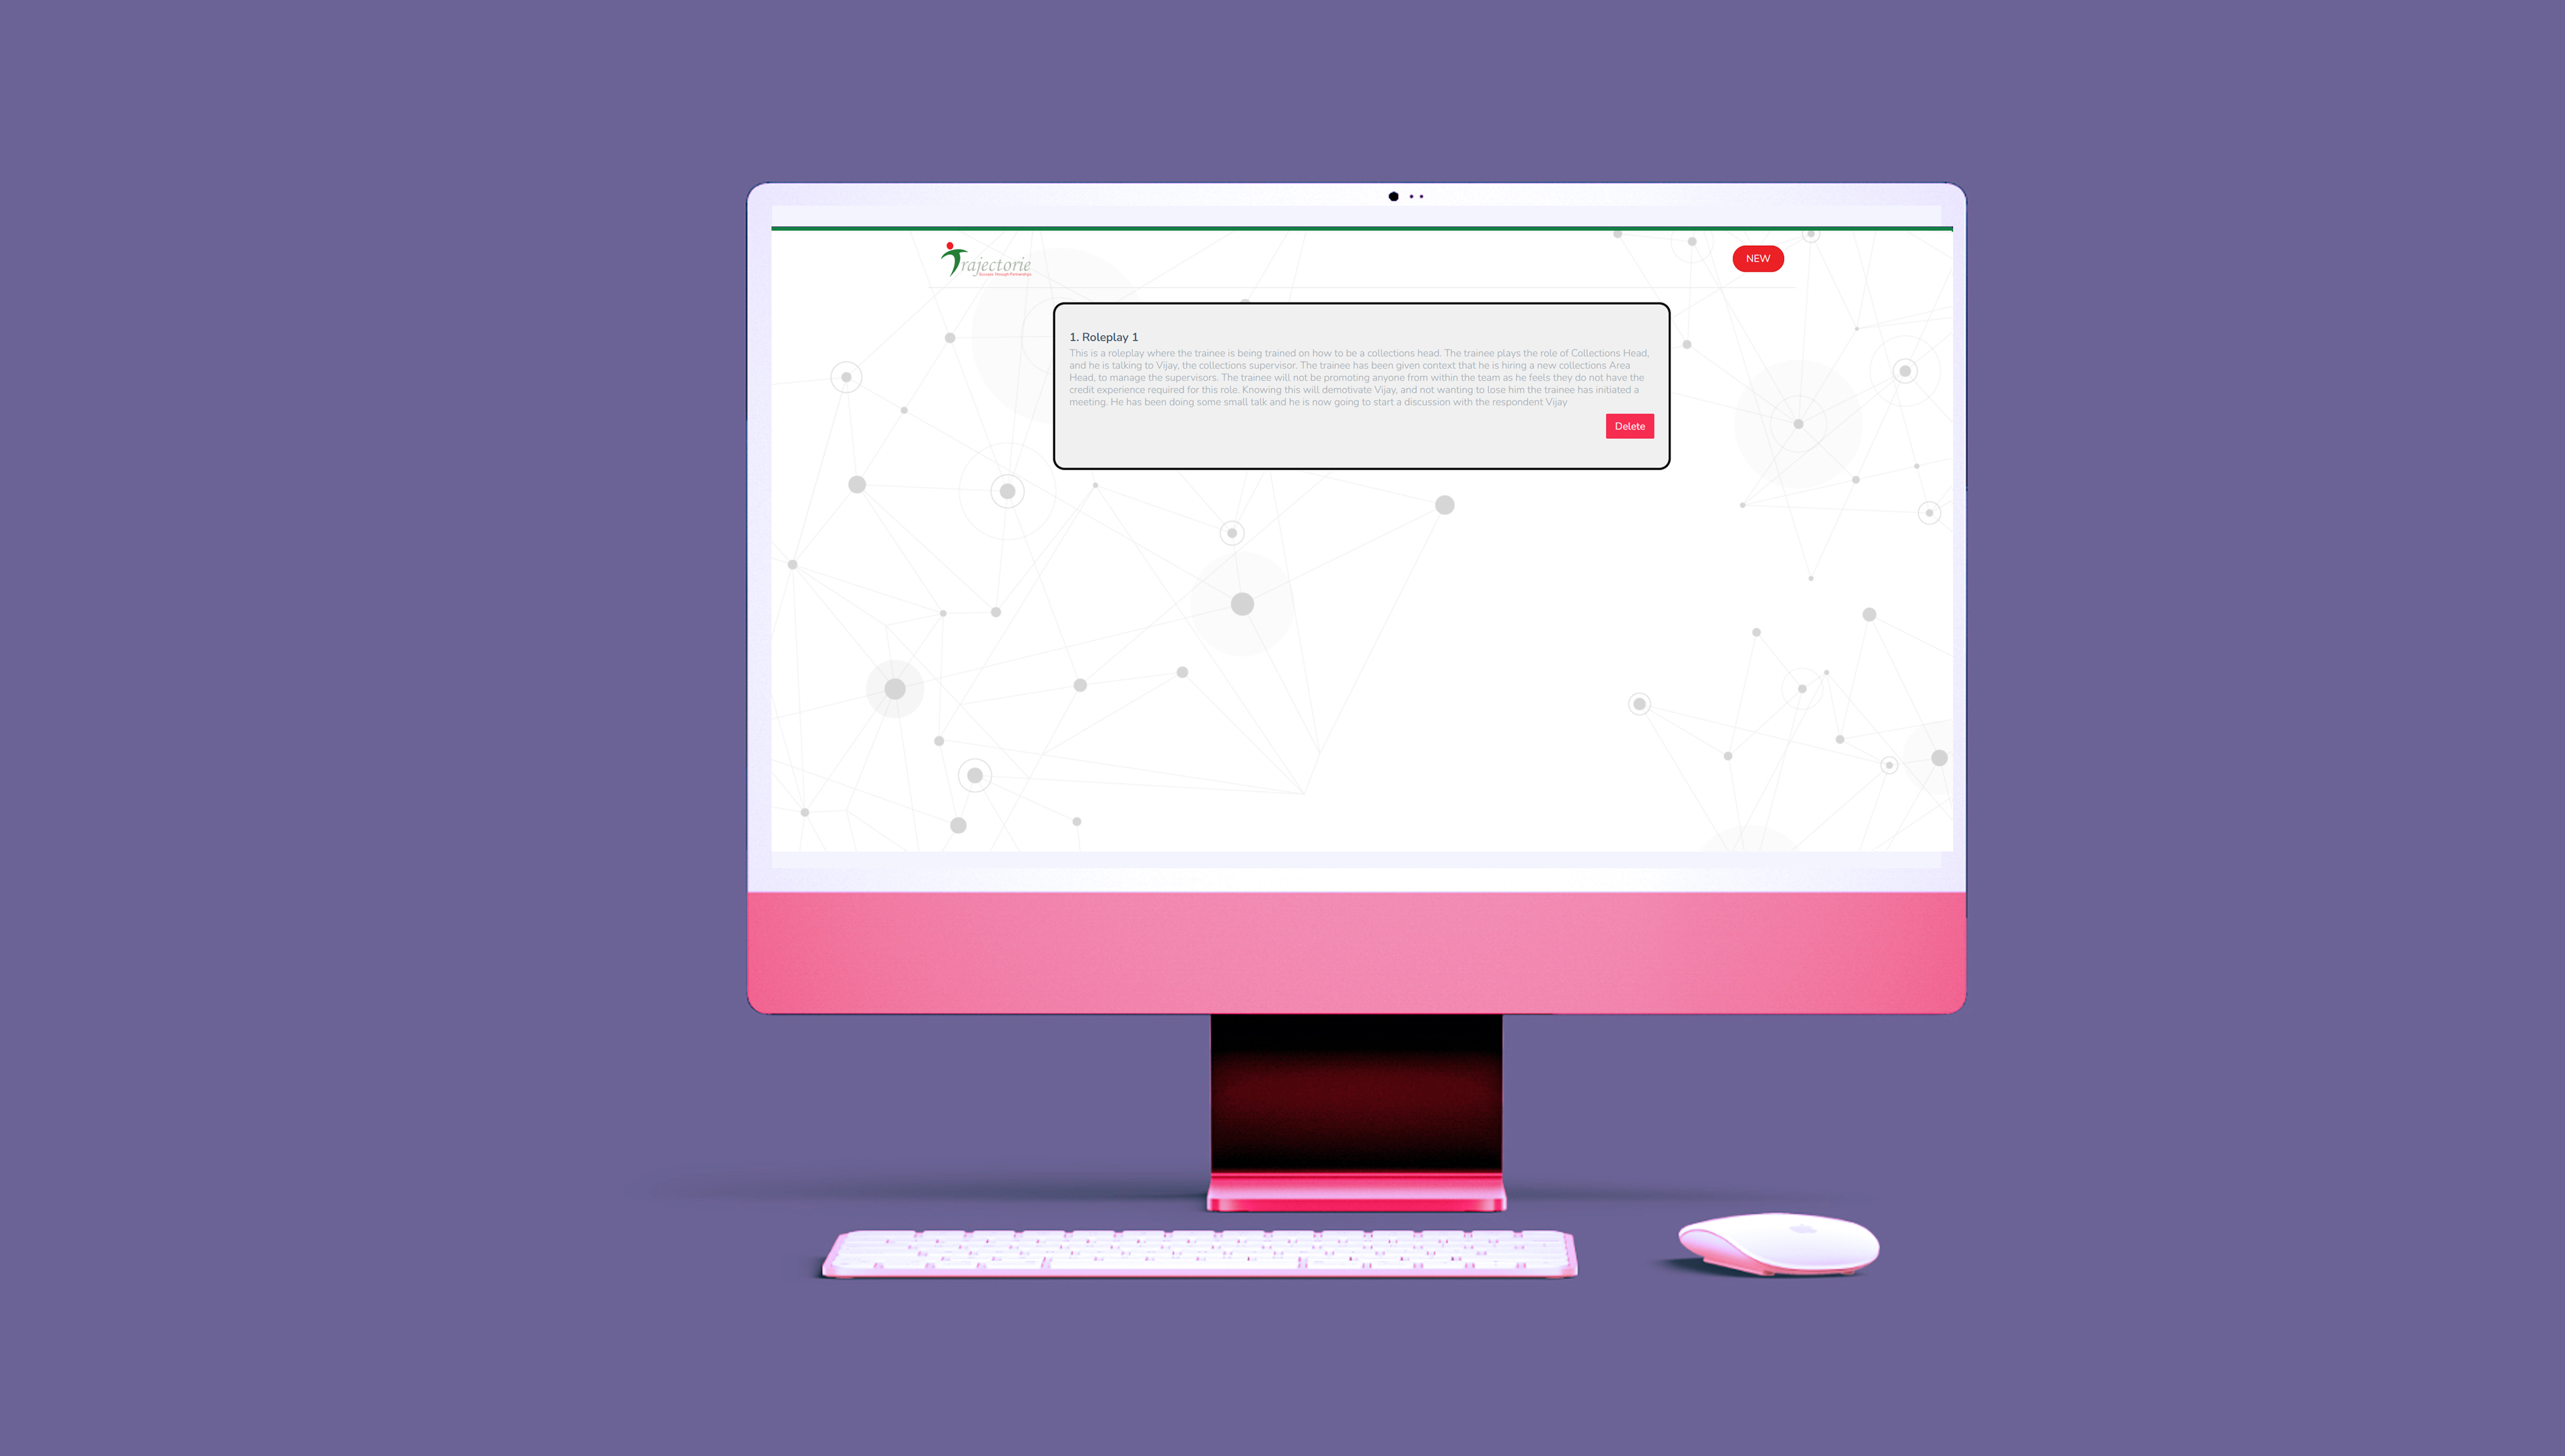 Trajectorie
Success Through Partnerships
NEW
1. Roleplay 1
This is a roleplay where the trainee is being trained on how to be a collections head. The trainee plays the role of Collections Head,
and he is talking to Vijay, the collections supervisor. The trainee has been given context that he is hiring a new collections Area
Head, to manage the supervisors. The trainee will not be promoting anyone from within the team as he feels they do not have the
credit experience required for this role. Knowing this will demotivate Vijay, and not wanting to lose him the trainee has initiated a
meeting. He has been doing some small talk and he is now going to start a discussion with the respondent Vijay
Delete